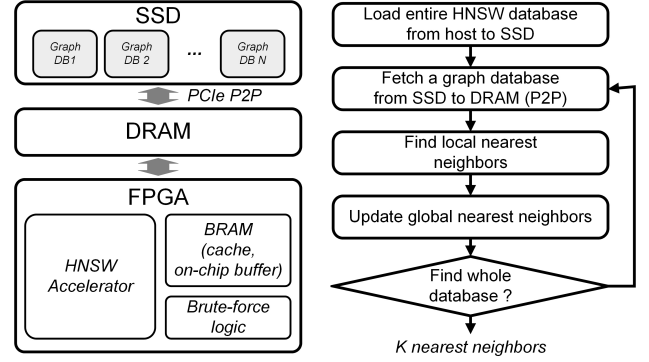 SSD
Graph
DB1
Graph
DB 2
...
Graph
DB N
PCIe P2P
DRAM
FPGA
HNSW
Accelerator
BRAM
(cache,
on-chip buffer)
Brute-force
logic
Load entire HNSW database
from host to SSD
Fetch a graph database
from SSD to DRAM (P2P)
Find local nearest
neighbors
Update global nearest neighbors
Find whole
database ?
K nearest neighbors